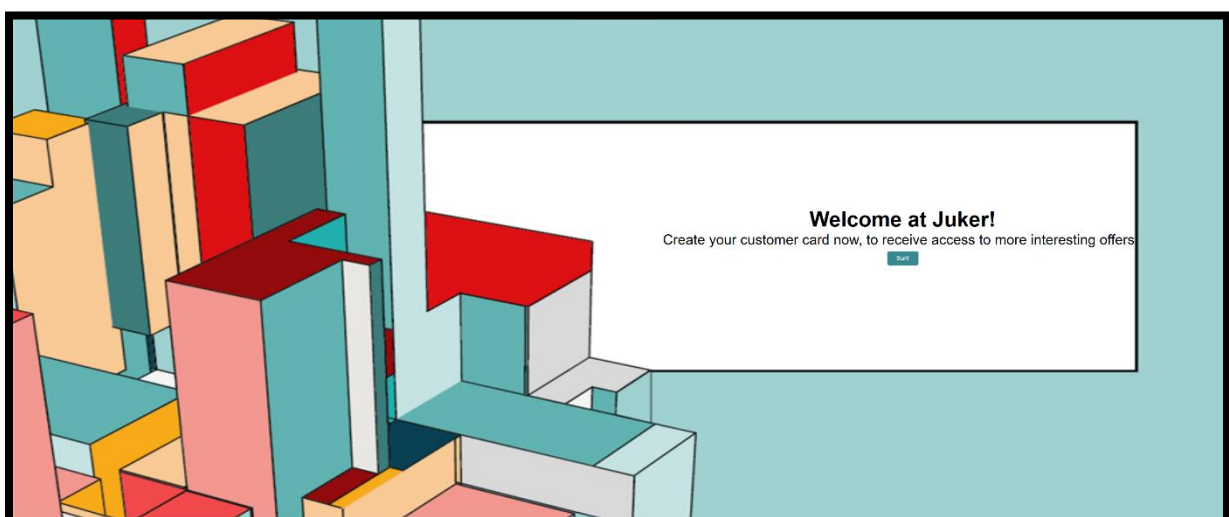 Welcome at Juker!
Create your customer card now, to receive access to more interesting offers
Start!